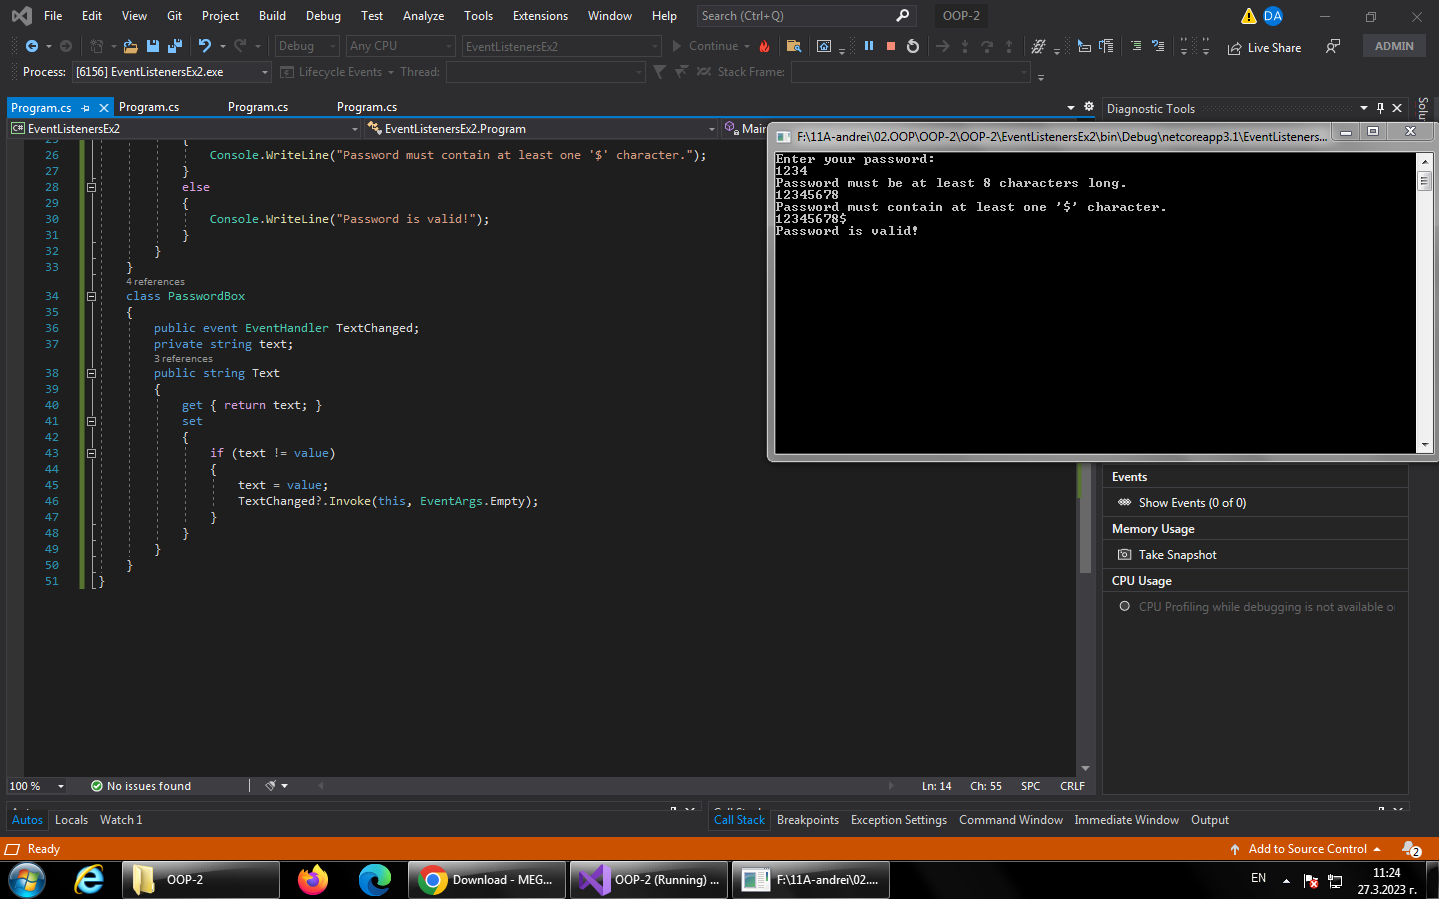 File Edit View Git Project Build Debug Test Analyze Tools Extensions Window Help Search (Ctrl+Q) OOP-2 DA
Debug Any CPU EventListenersEx2 Continue Live Share ADMIN
Process: [6156] EventListenersEx2.exe Lifecycle Events Thread: Stack Frame:
Program.cs Program.cs Program.cs Program.cs
Diagnostic Tools
EventListenersEx2 EventListenersEx2.Program Main
F:\11A-andrei\02.OOP\OOP-2\OOP-2\EventListenersEx2\bin\Debug\netcoreapp3.1\EventListeners...
Enter your password:
1234
Password must be at least 8 characters long.
12345678
Password must contain at least one '$' character.
12345678$
Password is valid!
25 {
26 Console.WriteLine("Password must contain at least one '$' character.");
27 }
28 else
29 {
30 Console.WriteLine("Password is valid!");
31 }
32 }
33 }
4 references
34 class PasswordBox
35 {
36 public event EventHandler TextChanged;
37 private string text;
3 references
38 public string Text
39 {
40 get { return text; }
41 set
42 {
43 if (text != value)
44 {
45 text = value;
46 TextChanged?.Invoke(this, EventArgs.Empty);
47 }
48 }
49 }
50 }
51 }
Events
Show Events (0 of 0)
Memory Usage
Take Snapshot
CPU Usage
CPU Profiling while debugging is not available
100 % No issues found Ln: 14 Ch: 55 SPC CRLF
Autos Locals Watch 1
Call Stack Breakpoints Exception Settings Command Window Immediate Window Output
Ready Add to Source Control 2
OOP-2 Download - MEG... OOP-2 (Running) ... F:\11A-andrei\02.... EN 11:24
27.3.2023 г.